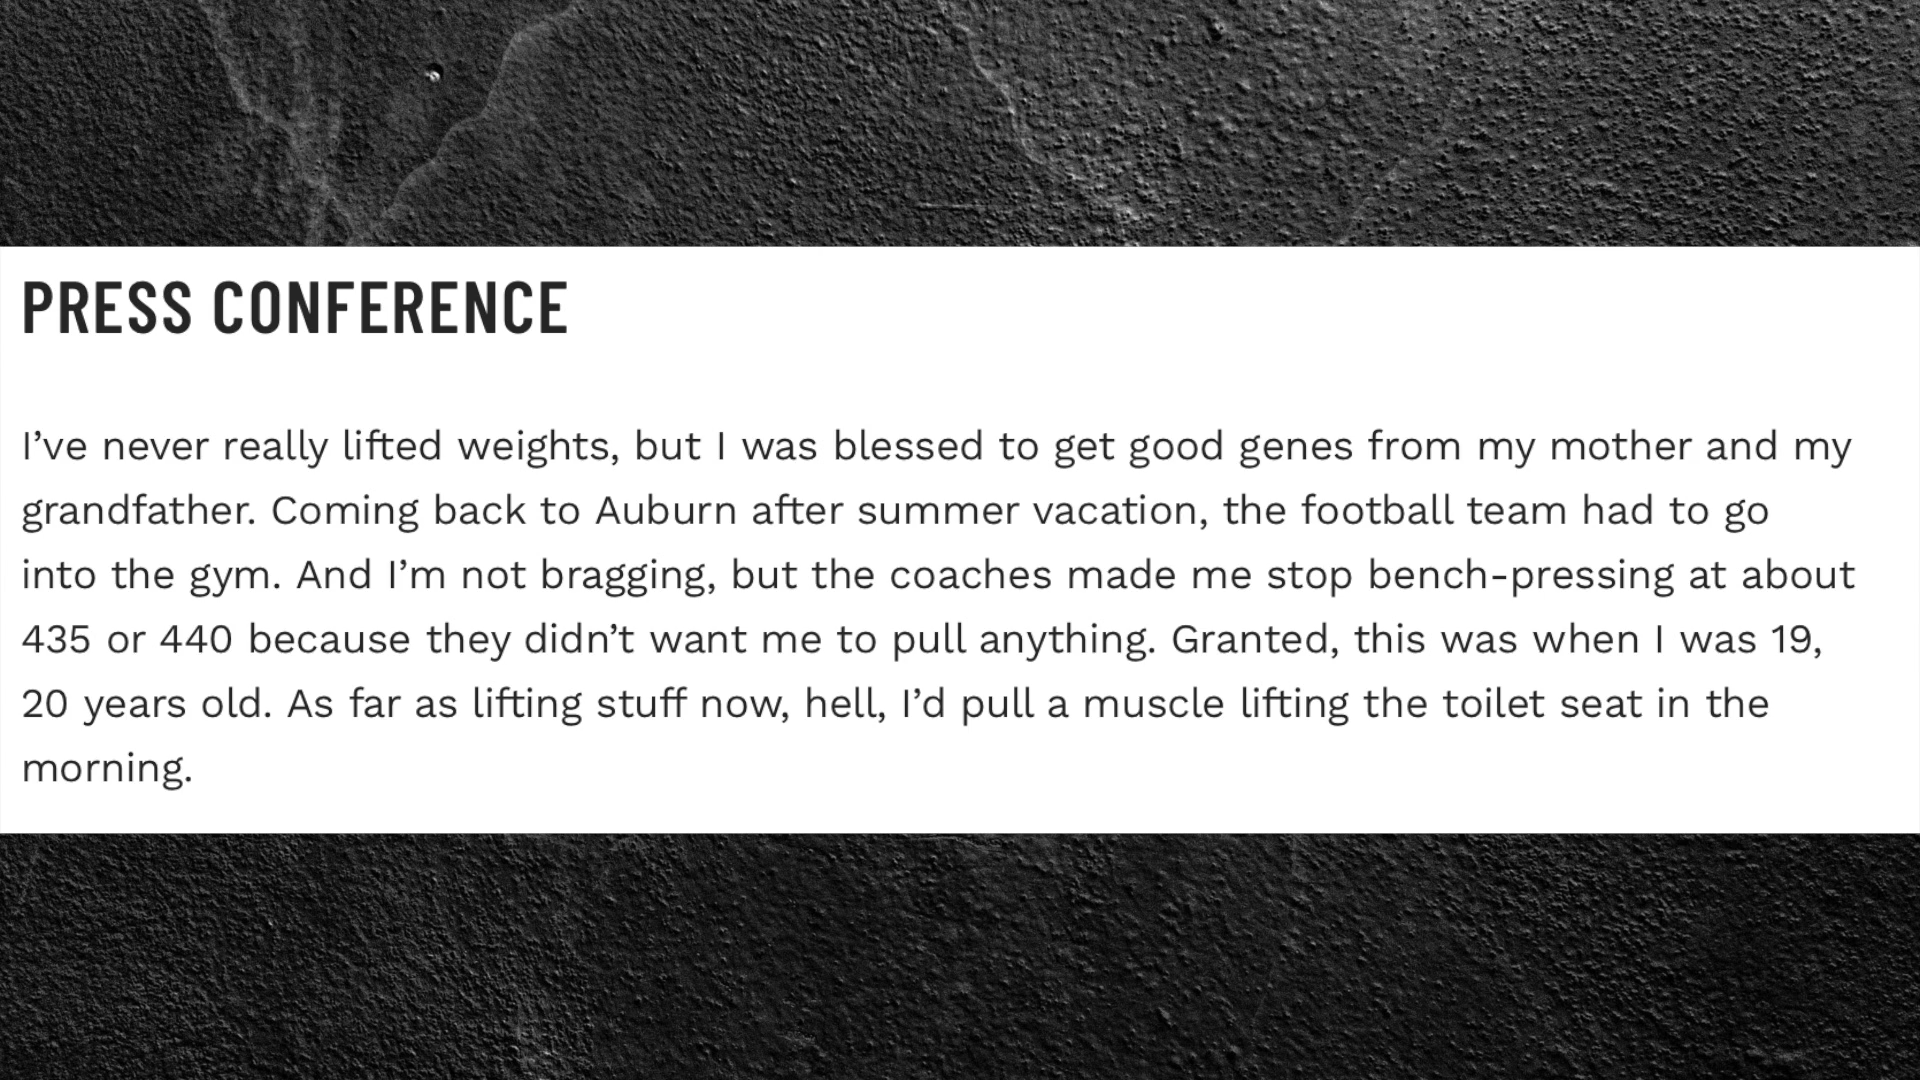 PRESS CONFERENCE
I’ve never really lifted weights, but I was blessed to get good genes from my mother and my
grandfather. Coming back to Auburn after summer vacation, the football team had to go
into the gym. And I’m not bragging, but the coaches made me stop bench-pressing at about
435 or 440 because they didn’t want me to pull anything. Granted, this was when I was 19,
20 years old. As far as lifting stuff now, hell, I’d pull a muscle lifting the toilet seat in the
morning.